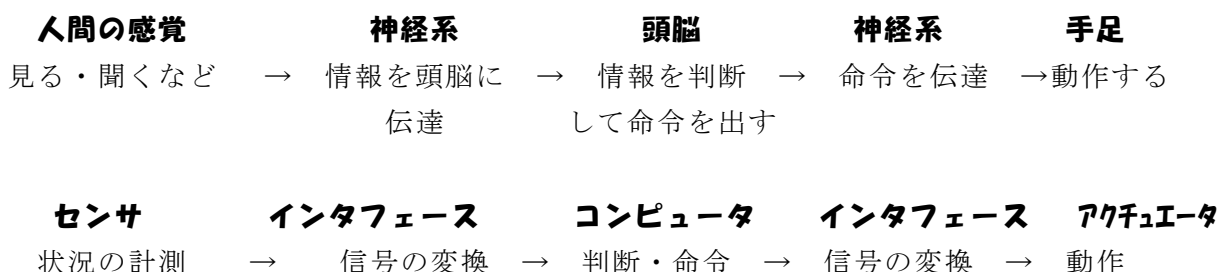 人間の感覚 神経系 頭脳 神経系 手足
見る・聞くなど → 情報を頭脳に → 情報を判断 → 命令を伝達 →動作する
伝達 して命令を出す
センサ インタフェース コンピュータ インタフェース アクチュエータ
状況の計測 → 信号の変換 → 判断・命令 → 信号の変換 → 動作